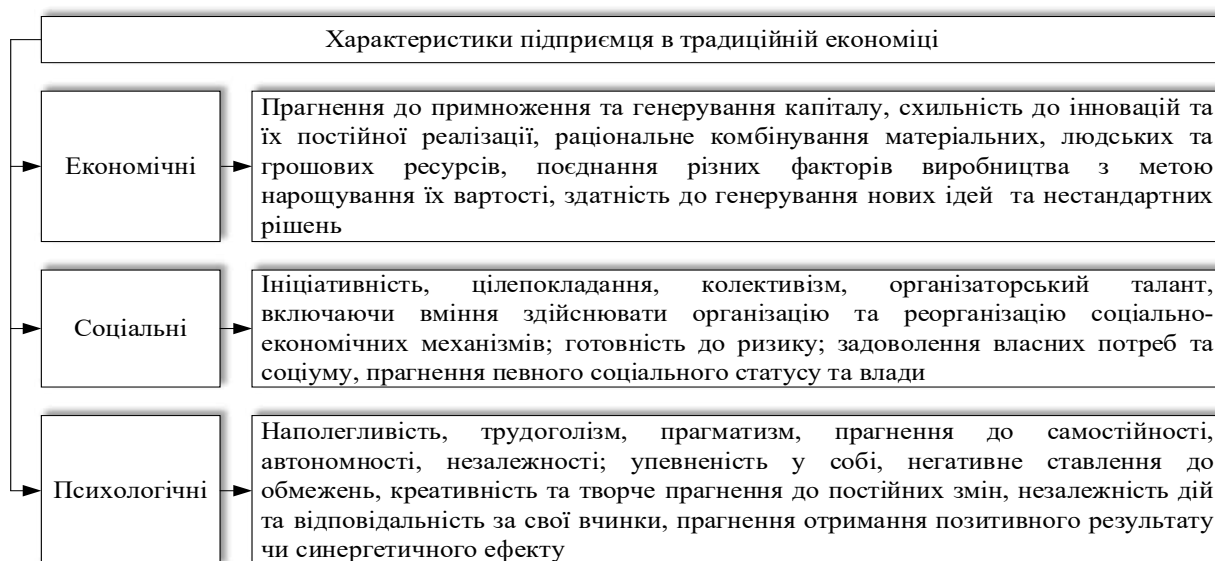 Характеристики підприємця в традиційній економіці
Економічні
Прагнення до примноження та генерування капіталу, схильність до інновацій та
їх постійної реалізації, раціональне комбінування матеріальних, людських та
грошових ресурсів, поєднання різних факторів виробництва з метою
нарощування їх вартості, здатність до генерування нових ідей та нестандартних
рішень
Соціальні
Ініціативність, цілепокладання, колективізм, організаторський талант,
включаючи вміння здійснювати організацію та реорганізацію соціально-
економічних механізмів; готовність до ризику; задоволення власних потреб та
соціуму, прагнення певного соціального статусу та влади
Психологічні
Наполегливість, трудоголізм, прагматизм, прагнення до самостійності,
автономності, незалежності; упевненість у собі, негативне ставлення до
обмежень, креативність та творче прагнення до постійних змін, незалежність дій
та відповідальність за свої вчинки, прагнення отримання позитивного результату
чи синергетичного ефекту